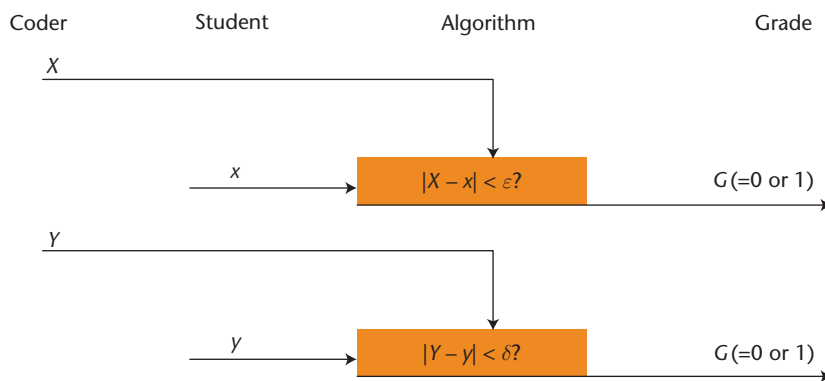 Coder Student Algorithm Grade
X
x |X – x| < ε? G(=0 or 1)
Y
y |Y – y| < δ? G(=0 or 1)